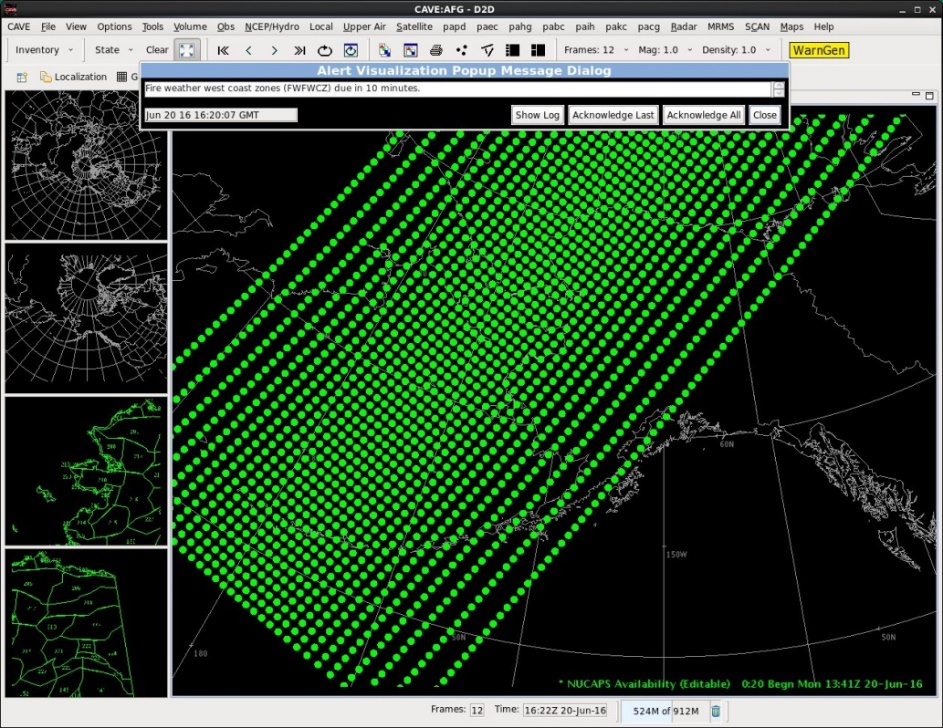 CAVE:AFG - D2D
CAVE File View Options Tools Volume Obs NCEP/Hydro Local Upper Air Satellite papd paec pahg pabc paih pakc pacg Radar MRMS SCAN Maps Help
Inventory State Clear Frames: 12 Mag: 1.0 Density: 1.0 WarnGen
Localization G
Alert Visualization Popup Message Dialog
Fire weather west coast zones (FWFWCZ) due in 10 minutes.
Jun 20 16 16:20:07 GMT Show Log Acknowledge Last Acknowledge All Close
60N
150W
50N
50N
180
* NUCAPS Availability (Editable) 0:20 Begn Mon 13:41Z 20-Jun-16
Frames: 12 Time: 16:22Z 20-Jun-16 524M of 912M